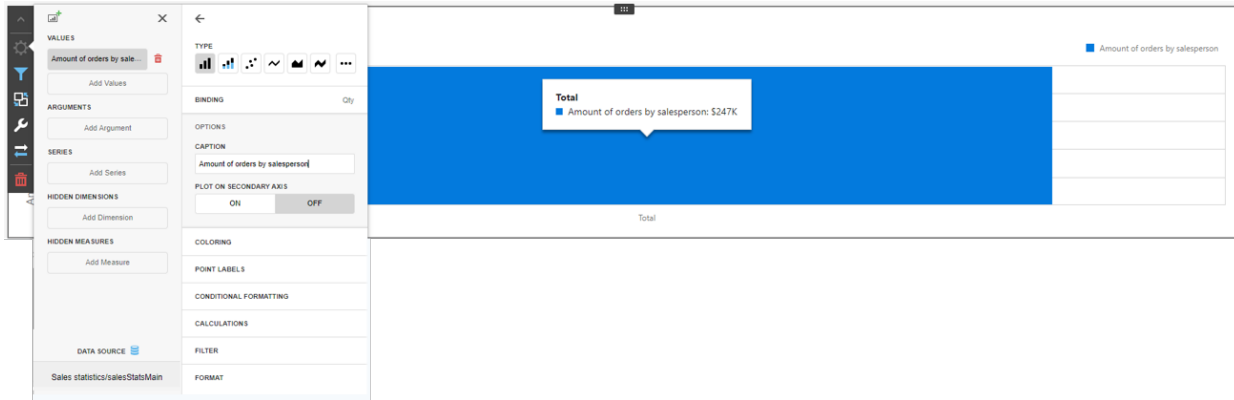 VALUES
Amount of orders by sale...
Add Values
ARGUMENTS
Add Argument
SERIES
Add Series
HIDDEN DIMENSIONS
Add Dimension
HIDDEN MEASURES
Add Measure
DATA SOURCE
Sales statistics/salesStatsMain
TYPE
BINDING Qty
OPTIONS
CAPTION
Amount of orders by salesperson
PLOT ON SECONDARY AXIS
ON OFF
COLORING
POINT LABELS
CONDITIONAL FORMATTING
CALCULATIONS
FILTER
FORMAT
Amount of orders by salesperson
Total
Amount of orders by salesperson: $247K
Total